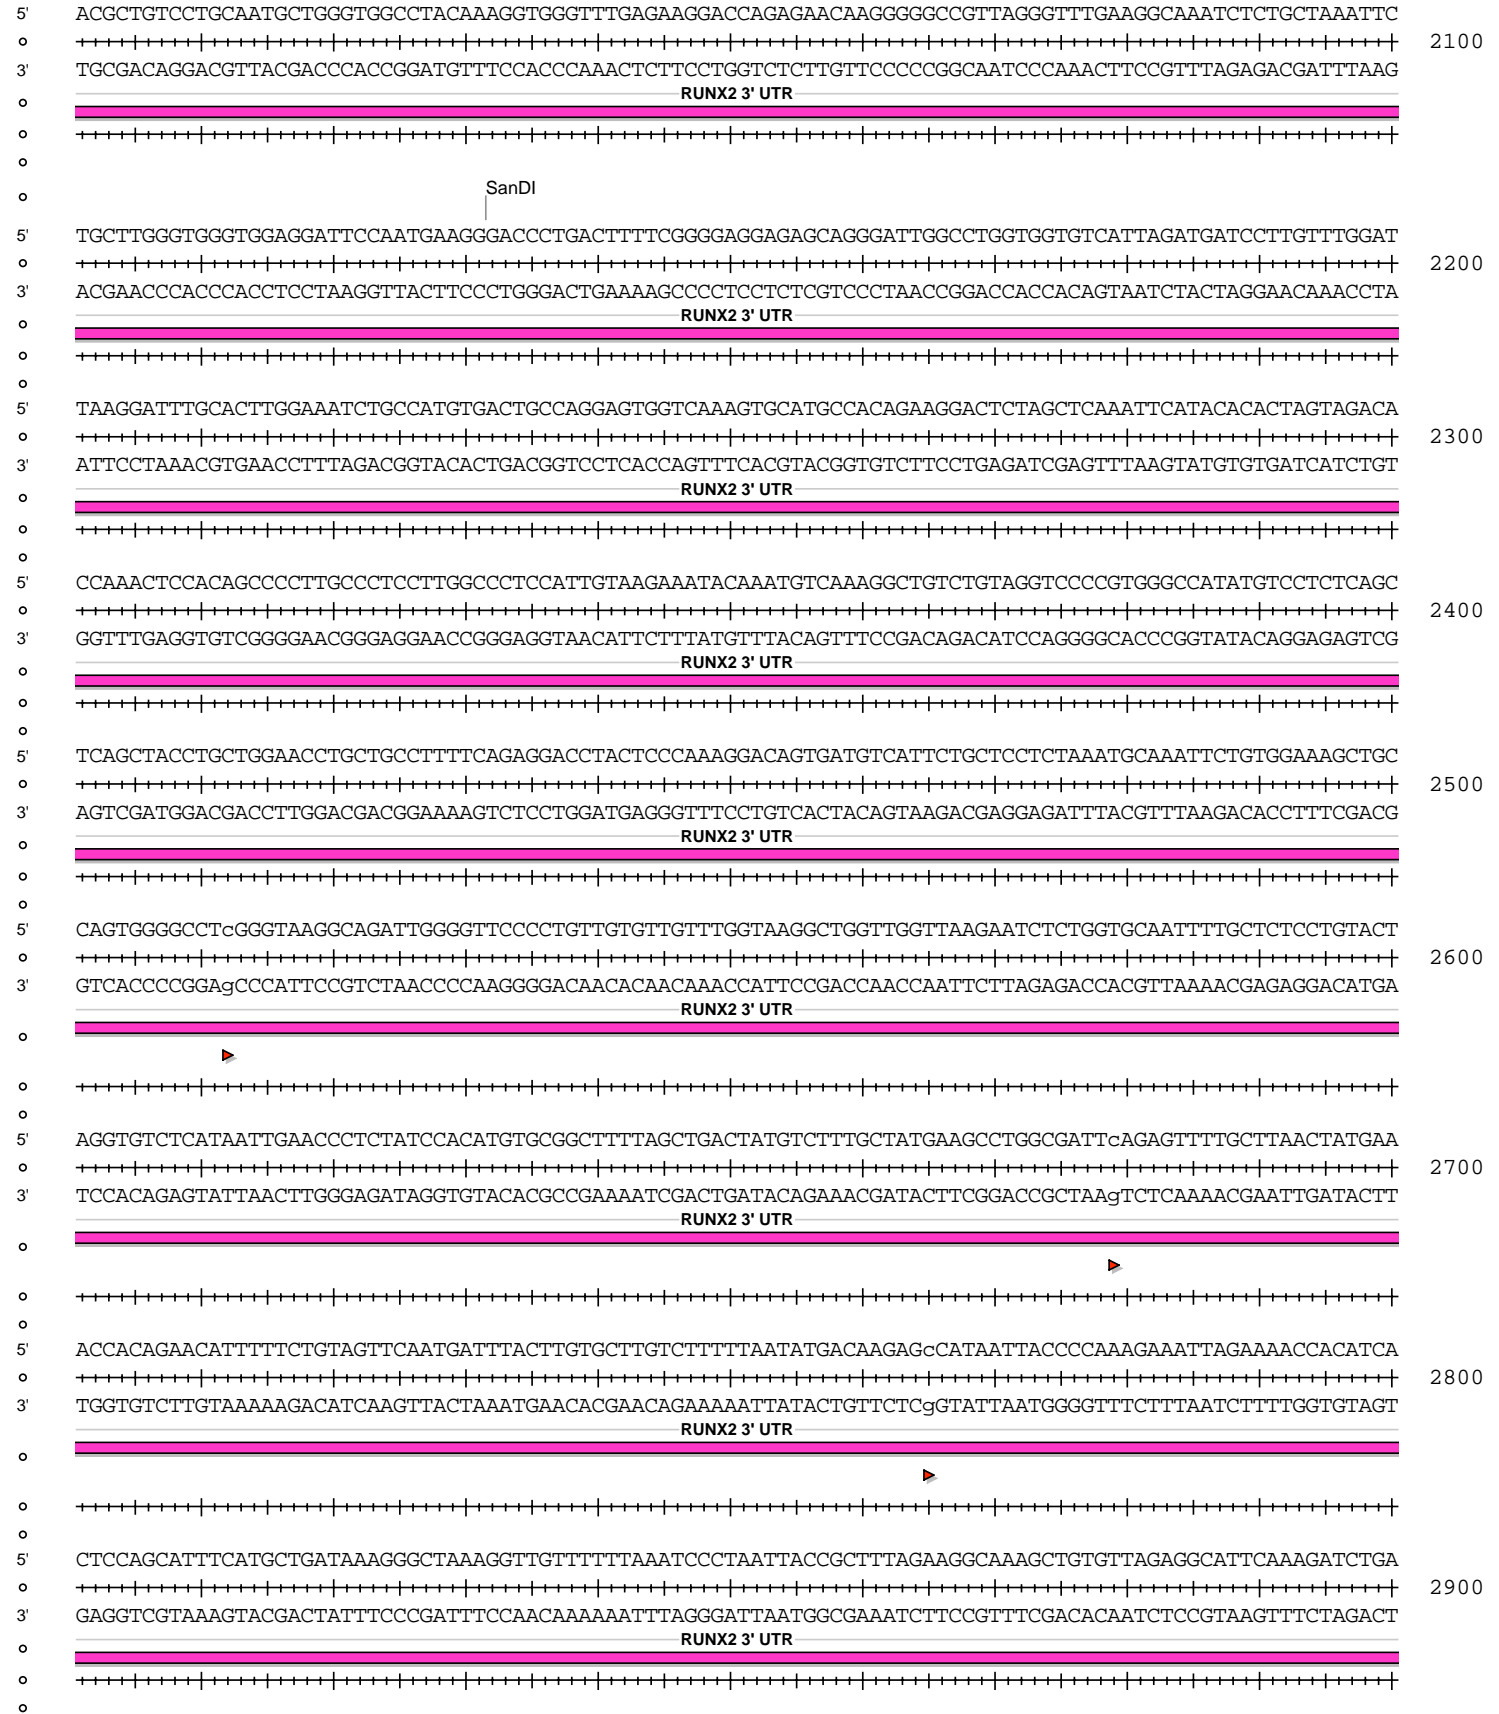 5' ACGCTGTCCTGCAATGCTGGGTGGCCTACAAAGGTGGGTTTGAGAAGGACCAGAGAACAAGGGGGCCGTTAGGGTTTGAAGGCAAATCTCTGCTAAATTC
2100
3' TGCGACAGGACGTTACGACCCACCGGATGTTTCCACCCAAACTCTTCCTGGTCTCTTGTTCCCCCGGCAATCCCAAACTTCCGTTTAGAGACGATTTAAG
RUNX2 3' UTR
SanDI
5' TGCTTGGGTGGGTGGAGGATTCCAATGAAGGGACCCTGACTTTTCGGGGAGGAGAGCAGGGATTGGCCTGGTGGTGTCATTAGATGATCCTTGTTTGGAT
2200
3' ACGAACCCACCCACCTCCTAAGGTTACTTCCCTGGGACTGAAAAGCCCCTCCTCTCGTCCCTAACCGGACCACCACAGTAATCTACTAGGAACAAACCTA
RUNX2 3' UTR
5' TAAGGATTTGCACTTGGAAATCTGCCATGTGACTGCCAGGAGTGGTCAAAGTGCATGCCACAGAAGGACTCTAGCTCAAATTCATACACACTAGTAGACA
2300
3' ATTCCTAAACGTGAACCTTTAGACGGTACACTGACGGTCCTCACCAGTTTCACGTACGGTGTCTTCCTGAGATCGAGTTTAAGTATGTGTGATCATCTGT
RUNX2 3' UTR
5' CCAAACTCCACAGCCCCTTGCCCTCCTTGGCCCTCCATTGTAAGAAATACAAATGTCAAAGGCTGTCTGTAGGTCCCCGTGGGCCATATGTCCTCTCAGC
2400
3' GGTTTGAGGTGTCGGGGAACGGGAGGAACCGGGAGGTAACATTCTTTATGTTTACAGTTTCCGACAGACATCCAGGGGCACCCGGTATACAGGAGAGTCG
RUNX2 3' UTR
5' TCAGCTACCTGCTGGAACCTGCTGCCTTTTCAGAGGACCTACTCCCAAAGGACAGTGATGTCATTCTGCTCCTCTAAATGCAAATTCTGTGGAAAGCTGC
2500
3' AGTCGATGGACGACCTTGGACGACGGAAAAGTCTCCTGGATGAGGGTTTCCTGTCACTACAGTAAGACGAGGAGATTTACGTTTAAGACACCTTTCGACG
RUNX2 3' UTR
5' CAGTGGGGCCTcGGGTAAGGCAGATTGGGGTTCCCCTGTTGTGTTGTTTGGTAAGGCTGGTTGGTTAAGAATCTCTGGTGCAATTTTGCTCTCCTGTACT
2600
3' GTCACCCCGGAgCCCATTCCGTCTAACCCCAAGGGGACAACACAACAAACCATTCCGACCAACCAATTCTTAGAGACCACGTTAAAACGAGAGGACATGA
RUNX2 3' UTR
5' AGGTGTCTCATAATTGAACCCTCTATCCACATGTGCGGCTTTTAGCTGACTATGTCTTTGCTATGAAGCCTGGCGATTcAGAGTTTTGCTTAACTATGAA
2700
3' TCCACAGAGTATTAACTTGGGAGATAGGTGTACACGCCGAAAATCGACTGATACAGAAACGATACTTCGGACCGCTAAgTCTCAAAACGAATTGATACTT
RUNX2 3' UTR
5' ACCACAGAACATTTTTCTGTAGTTCAATGATTTACTTGTGCTTGTCTTTTTAATATGACAAGAGcCATAATTACCCCAAAGAAATTAGAAAACCACATCA
2800
3' TGGTGTCTTGTAAAAAGACATCAAGTTACTAAATGAACACGAACAGAAAAATTATACTGTTCTCgGTATTAATGGGGTTTCTTTAATCTTTTGGTGTAGT
RUNX2 3' UTR
5' CTCCAGCATTTCATGCTGATAAAGGGCTAAAGGTTGTTTTTTAAATCCCTAATTACCGCTTTAGAAGGCAAAGCTGTGTTAGAGGCATTCAAAGATCTGA
2900
3' GAGGTCGTAAAGTACGACTATTTCCCGATTTCCAACAAAAAATTTAGGGATTAATGGCGAAATCTTCCGTTTCGACACAATCTCCGTAAGTTTCTAGACT
RUNX2 3' UTR